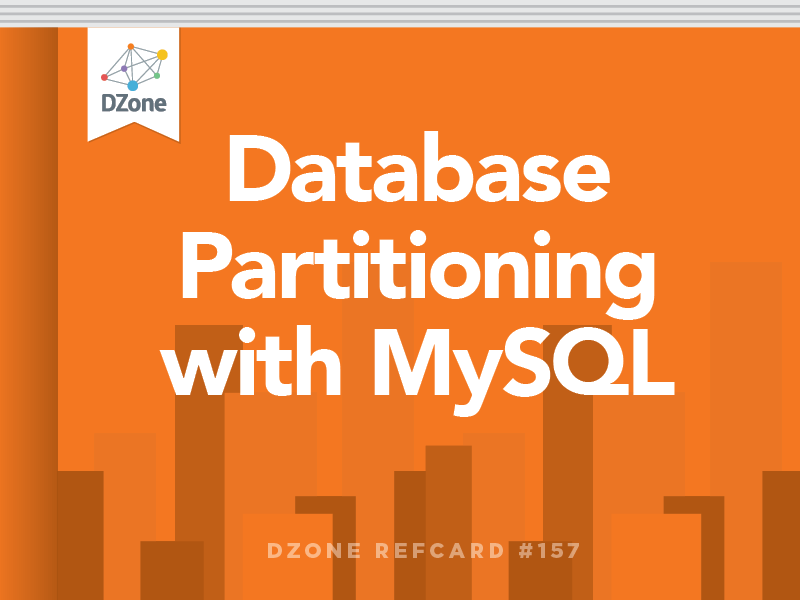 DZone
Database
Partitioning
with MySQL
DZONE REFCARD #157